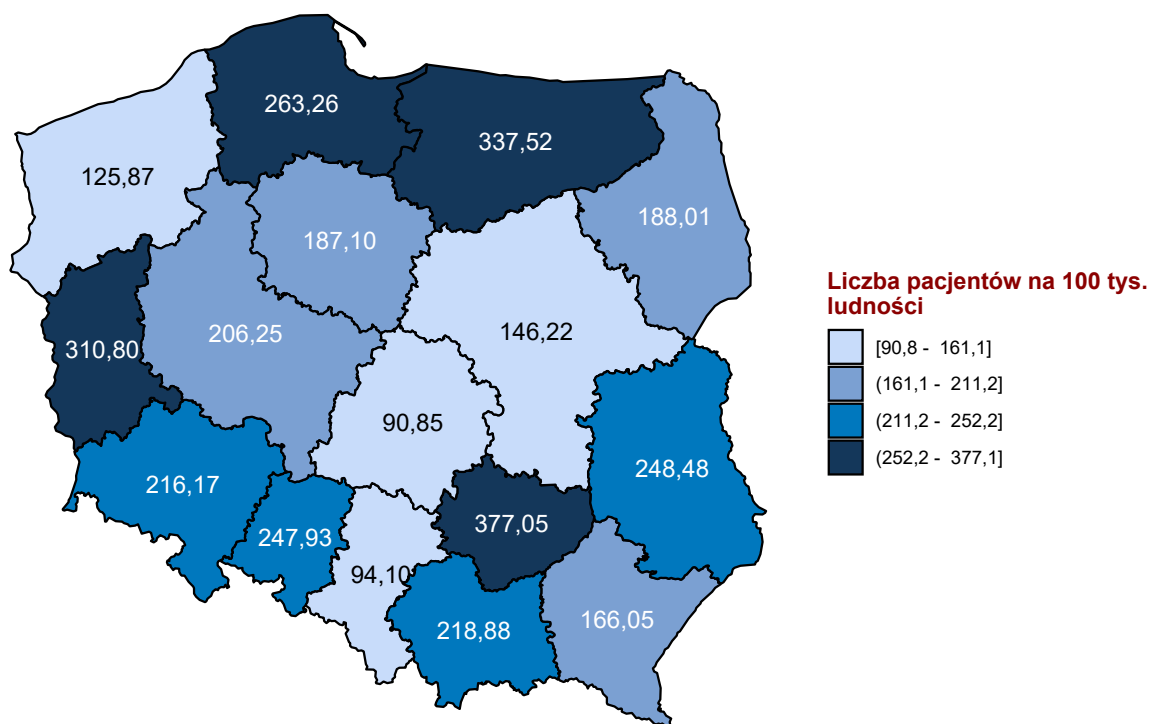 263,26
337,52
125,87
188,01
187,10
206,25
146,22
310,80
90,85
248,48
216,17
377,05
247,93
94,10
166,05
218,88
Liczba pacjentów na 100 tys.
ludności
[90,8 - 161,1]
(161,1 - 211,2]
(211,2 - 252,2]
(252,2 - 377,1]